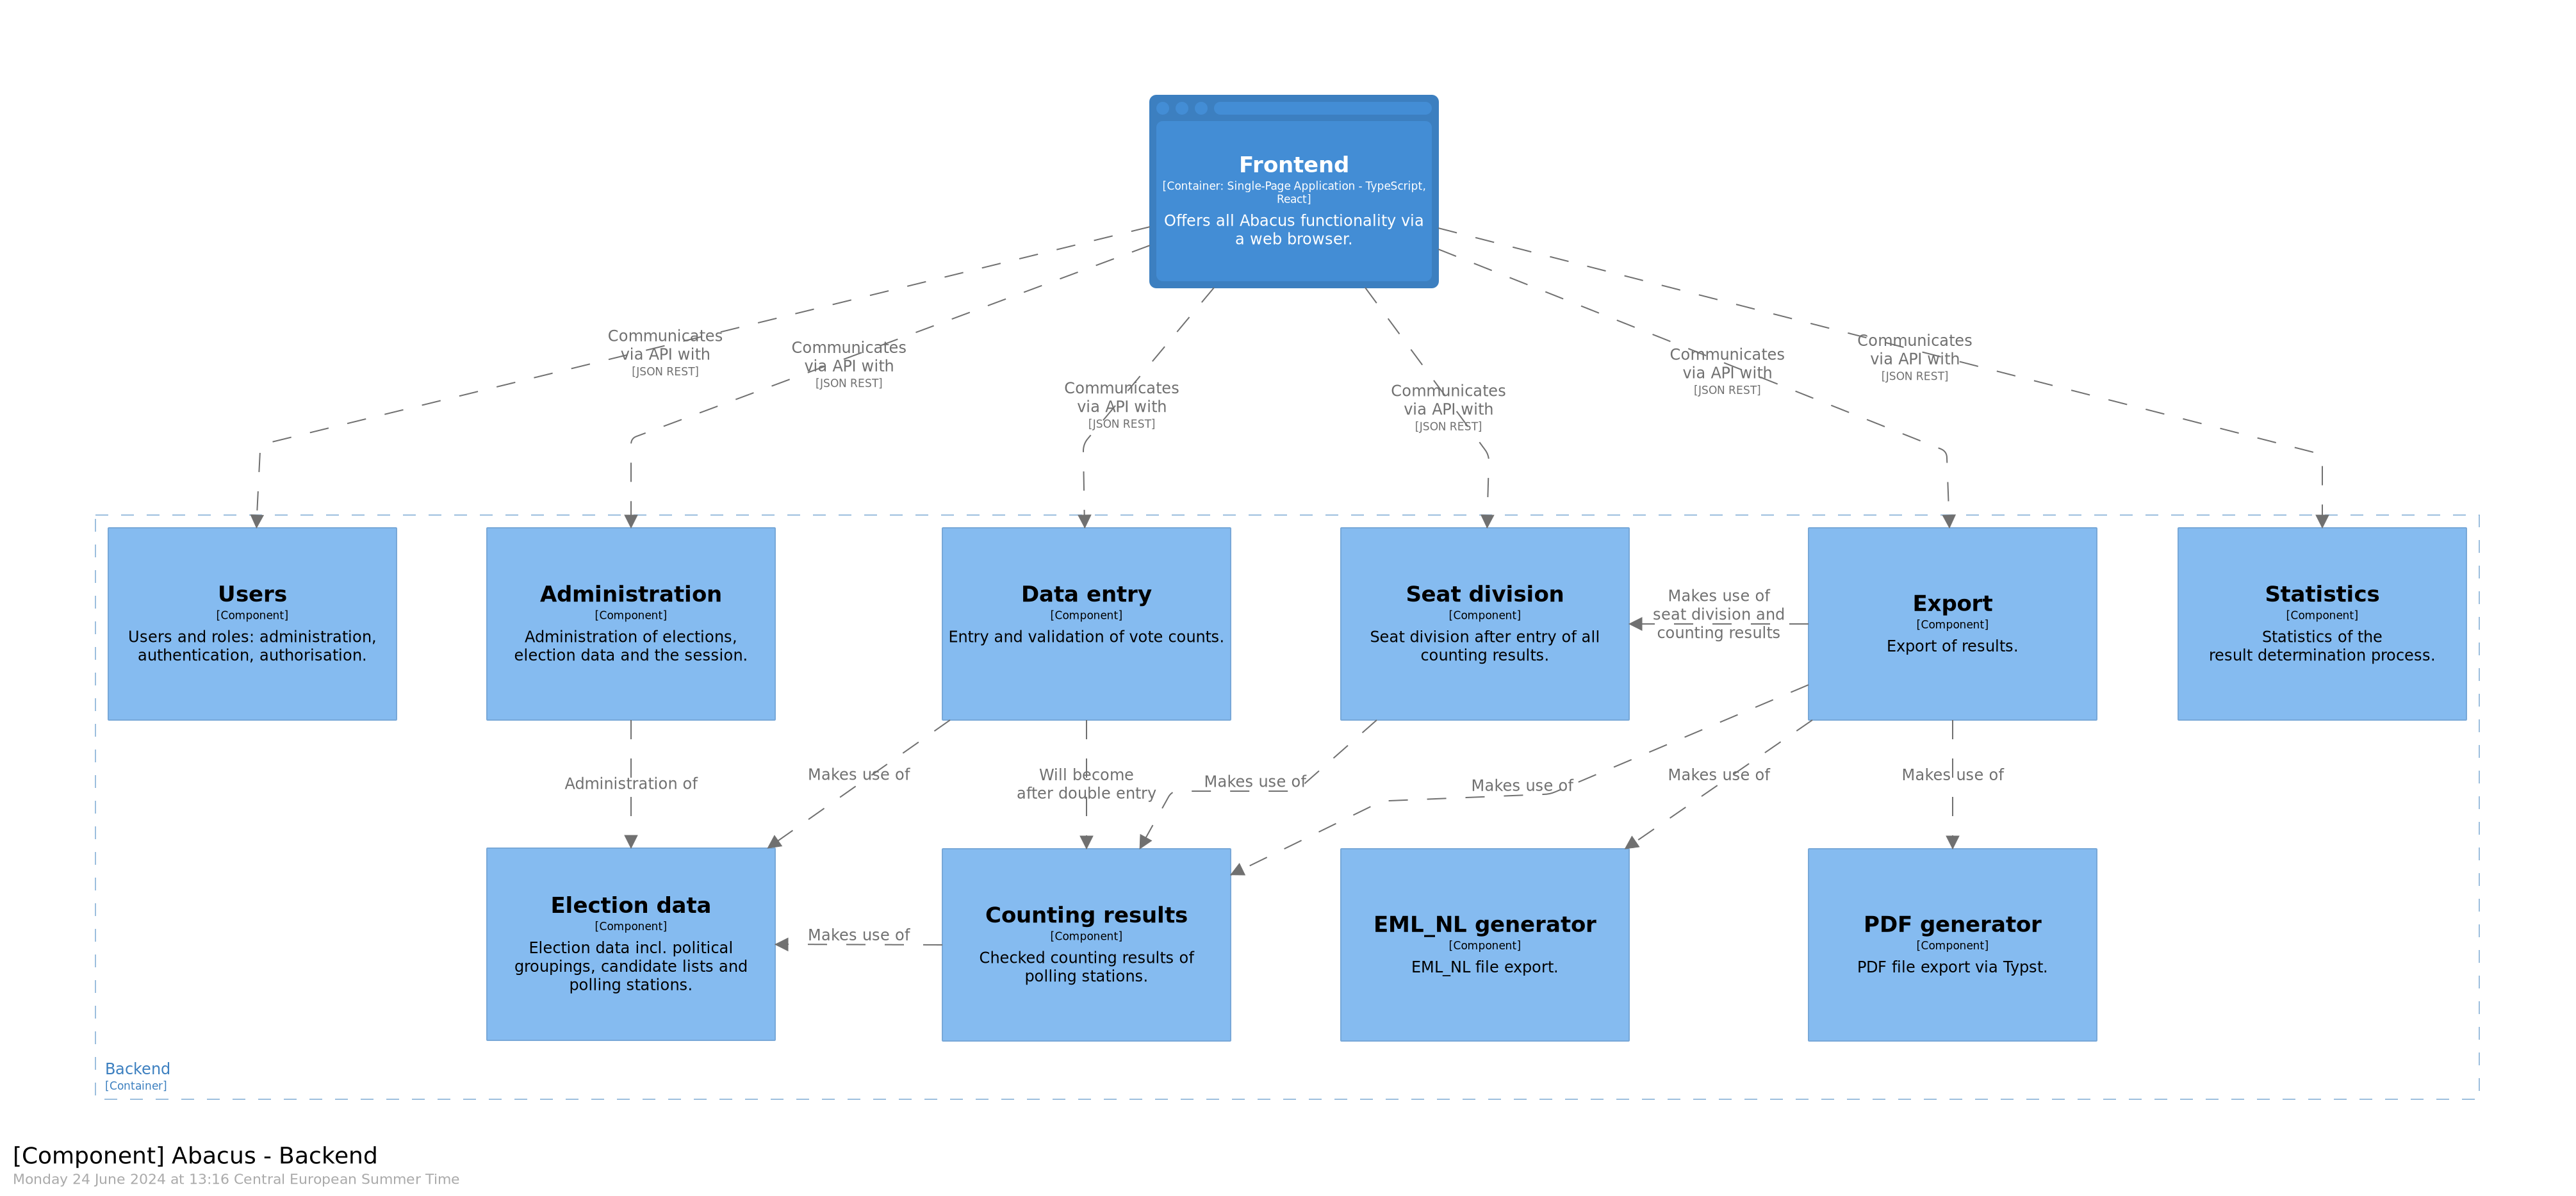 Frontend
[Container: Single-Page Application - TypeScript,
React]
Offers all Abacus functionality via
a web browser.
Communicates
via API with
[JSON REST]
Communicates
via API with
[JSON REST]
Communicates
via API with
[JSON REST]
Communicates
via API with
[JSON REST]
Communicates
via API with
[JSON REST]
Communicates
via API with
[JSON REST]
Users
[Component]
Users and roles: administration,
authentication, authorisation.
Administration
[Component]
Administration of elections,
election data and the session.
Data entry
[Component]
Entry and validation of vote counts.
Seat division
[Component]
Seat division after entry of all
counting results.
Makes use of
seat division and
counting results
Export
[Component]
Export of results.
Statistics
[Component]
Statistics of the
result determination process.
Administration of
Makes use of
Will become
after double entry
Makes use of
Makes use of
Makes use of
Makes use of
Election data
[Component]
Election data incl. political
groupings, candidate lists and
polling stations.
Makes use of
Counting results
[Component]
Checked counting results of
polling stations.
EML_NL generator
[Component]
EML_NL file export.
PDF generator
[Component]
PDF file export via Typst.
Backend
[Container]
[Component] Abacus - Backend
Monday 24 June 2024 at 13:16 Central European Summer Time